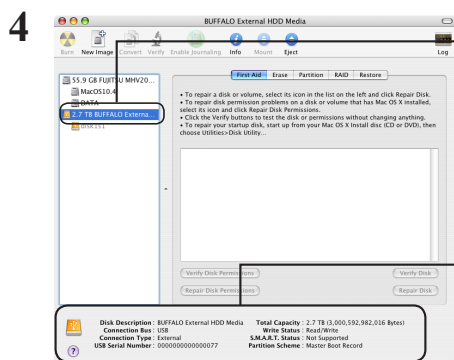 4
BUFFALO External HDD Media
Burn New Image Convert Verify Enable Journaling Info Mount Eject Log
First Aid Erase Partition RAID Restore
55.9 GB FUJITSU MHV20...
MacOS10.4
DATA
2.7 TB BUFFALO Externa...
disk1s1
• To repair a disk or volume, select its icon in the list on the left and click Repair Disk.
• To repair disk permission problems on a disk or volume that has Mac OS X installed,
select its icon and click Repair Disk Permissions.
• Click the Verify buttons to test the disk or permissions without changing anything.
• To repair your startup disk, start up from your Mac OS X Install disc (CD or DVD), then
choose Utilities>Disk Utility...
Verify Disk Permissions Verify Disk
Repair Disk Permissions Repair Disk
Disk Description : BUFFALO External HDD Media Total Capacity : 2.7 TB (3,000,592,982,016 Bytes)
Connection Bus : USB Write Status : Read/Write
Connection Type : External S.M.A.R.T. Status : Not Supported
USB Serial Number : 0000000000000077 Partition Scheme : Master Boot Record
?